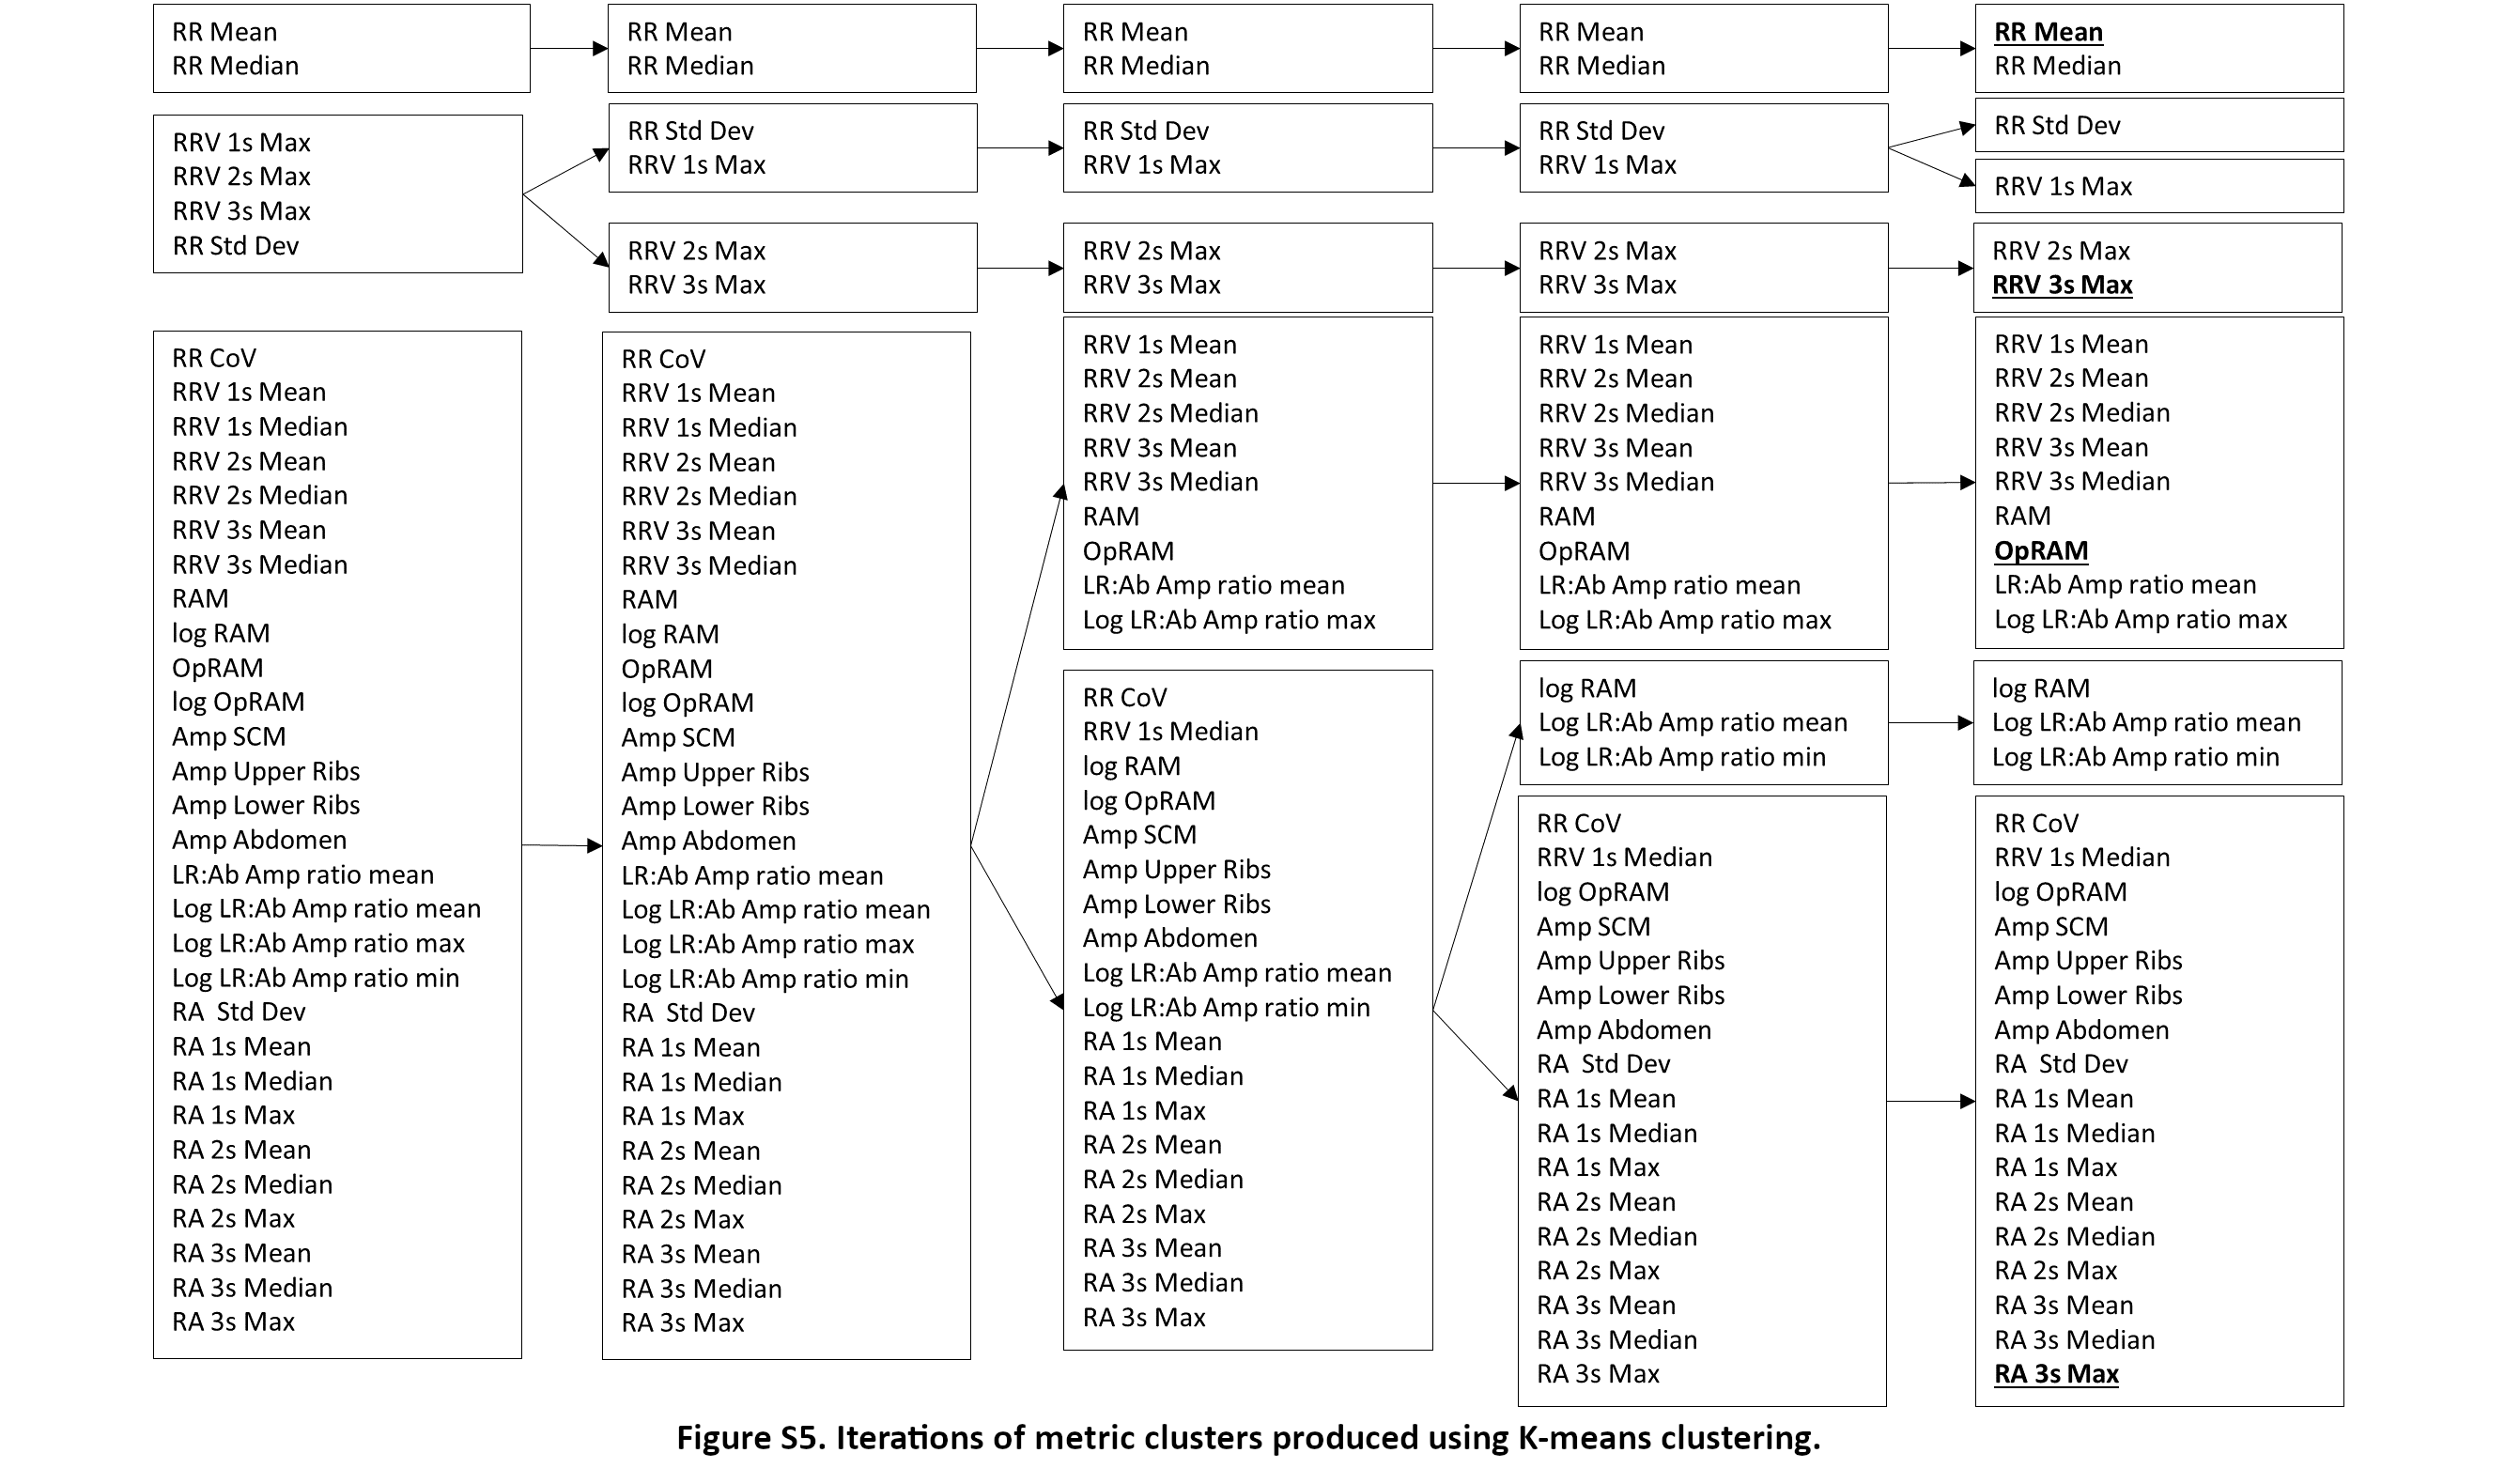 RR Mean
RR Median
RRV 1s Max
RRV 2s Max
RRV 3s Max
RR Std Dev
RR CoV
RRV 1s Mean
RRV 1s Median
RRV 2s Mean
RRV 2s Median
RRV 3s Mean
RRV 3s Median
RAM
log RAM
OpRAM
log OpRAM
Amp SCM
Amp Upper Ribs
Amp Lower Ribs
Amp Abdomen
LR:Ab Amp ratio mean
Log LR:Ab Amp ratio mean
Log LR:Ab Amp ratio max
Log LR:Ab Amp ratio min
RA  Std Dev
RA 1s Mean
RA 1s Median
RA 1s Max
RA 2s Mean
RA 2s Median
RA 2s Max
RA 3s Mean
RA 3s Median
RA 3s Max
RR Mean
RR Median
RR Std Dev
RRV 1s Max
RRV 2s Max
RRV 3s Max
RR CoV
RRV 1s Mean
RRV 1s Median
RRV 2s Mean
RRV 2s Median
RRV 3s Mean
RRV 3s Median
RAM
log RAM
OpRAM
log OpRAM
Amp SCM
Amp Upper Ribs
Amp Lower Ribs
Amp Abdomen
LR:Ab Amp ratio mean
Log LR:Ab Amp ratio mean
Log LR:Ab Amp ratio max
Log LR:Ab Amp ratio min
RA  Std Dev
RA 1s Mean
RA 1s Median
RA 1s Max
RA 2s Mean
RA 2s Median
RA 2s Max
RA 3s Mean
RA 3s Median
RA 3s Max
RR Mean
RR Median
RR Std Dev
RRV 1s Max
RRV 2s Max
RRV 3s Max
RRV 1s Mean
RRV 2s Mean
RRV 2s Median
RRV 3s Mean
RRV 3s Median
RAM
OpRAM
LR:Ab Amp ratio mean
Log LR:Ab Amp ratio max
RR CoV
RRV 1s Median
log RAM
log OpRAM
Amp SCM
Amp Upper Ribs
Amp Lower Ribs
Amp Abdomen
Log LR:Ab Amp ratio mean
Log LR:Ab Amp ratio min
RA 1s Mean
RA 1s Median
RA 1s Max
RA 2s Mean
RA 2s Median
RA 2s Max
RA 3s Mean
RA 3s Median
RA 3s Max
RR Mean
RR Median
RR Std Dev
RRV 1s Max
RRV 2s Max
RRV 3s Max
RRV 1s Mean
RRV 2s Mean
RRV 2s Median
RRV 3s Mean
RRV 3s Median
RAM
OpRAM
LR:Ab Amp ratio mean
Log LR:Ab Amp ratio max
log RAM
Log LR:Ab Amp ratio mean
Log LR:Ab Amp ratio min
RR CoV
RRV 1s Median
log OpRAM
Amp SCM
Amp Upper Ribs
Amp Lower Ribs
Amp Abdomen
RA  Std Dev
RA 1s Mean
RA 1s Median
RA 1s Max
RA 2s Mean
RA 2s Median
RA 2s Max
RA 3s Mean
RA 3s Median
RA 3s Max
RR Mean
RR Median
RR Std Dev
RRV 1s Max
RRV 2s Max
RRV 3s Max
RRV 1s Mean
RRV 2s Mean
RRV 2s Median
RRV 3s Mean
RRV 3s Median
RAM
OpRAM
LR:Ab Amp ratio mean
Log LR:Ab Amp ratio max
log RAM
Log LR:Ab Amp ratio mean
Log LR:Ab Amp ratio min
RR CoV
RRV 1s Median
log OpRAM
Amp SCM
Amp Upper Ribs
Amp Lower Ribs
Amp Abdomen
RA  Std Dev
RA 1s Mean
RA 1s Median
RA 1s Max
RA 2s Mean
RA 2s Median
RA 2s Max
RA 3s Mean
RA 3s Median
RA 3s Max
Figure S5. Iterations of metric clusters produced using K-means clustering.